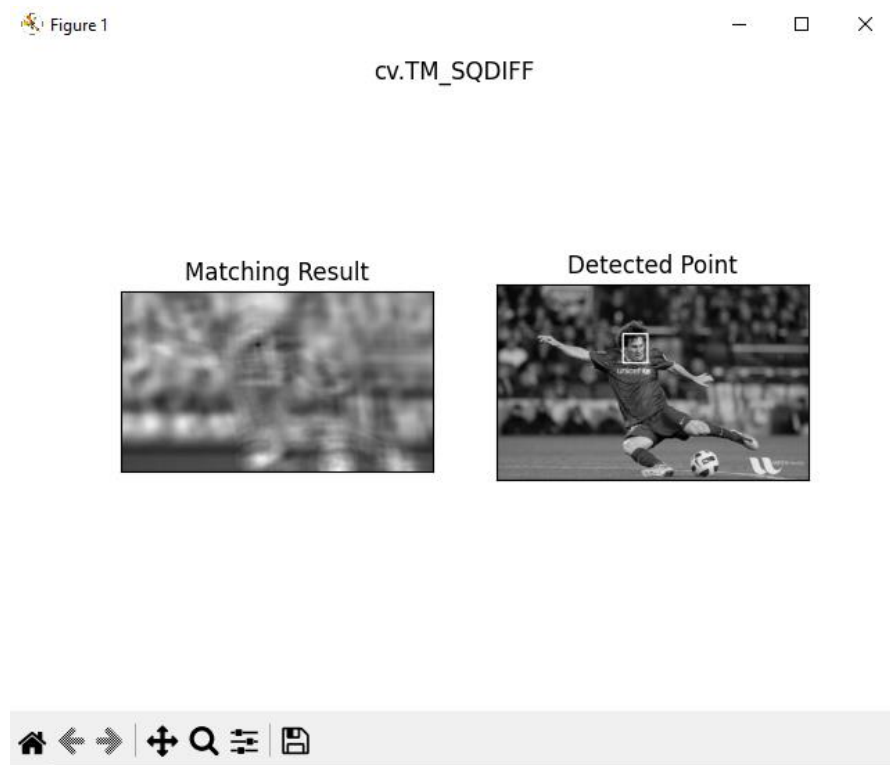 Figure 1
cv.TM_SQDIFF
Matching Result
Detected Point
unicef